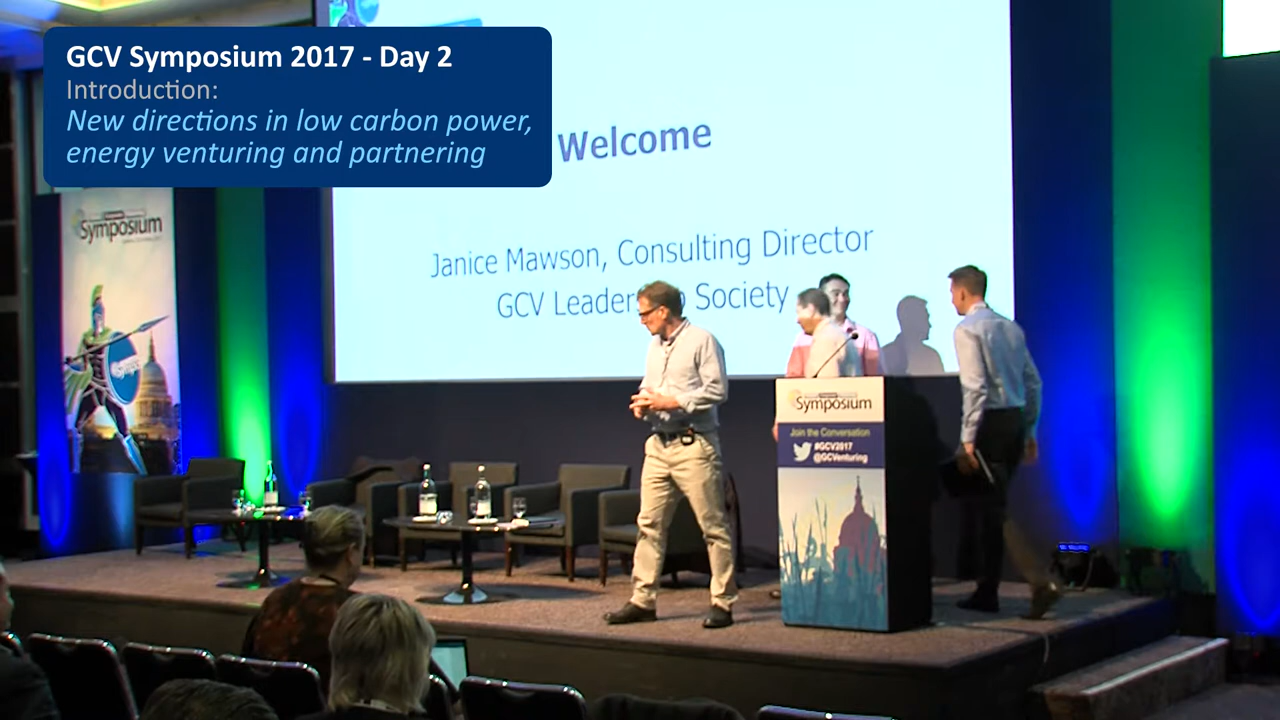 GCV Symposium 2017 - Day 2
Introduction:
New directions in low carbon power,
energy venturing and partnering
Welcome
Janice Mawson, Consulting Director
GCV Society
Symposium
Symposium
Join the Conversation
#GCV2017
@GCVenturing